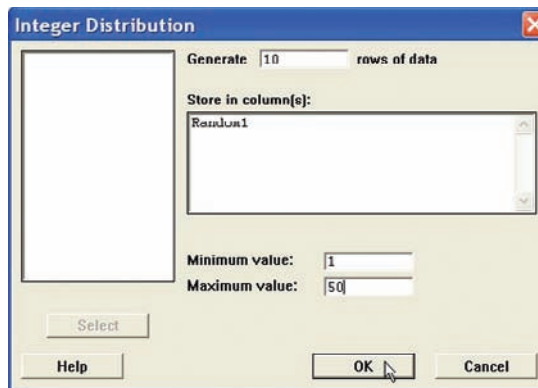 Integer Distribution
Generate 10 rows of data
Store in column(s):
Random1
Minimum value: 1
Maximum value: 50
Select
Help OK Cancel